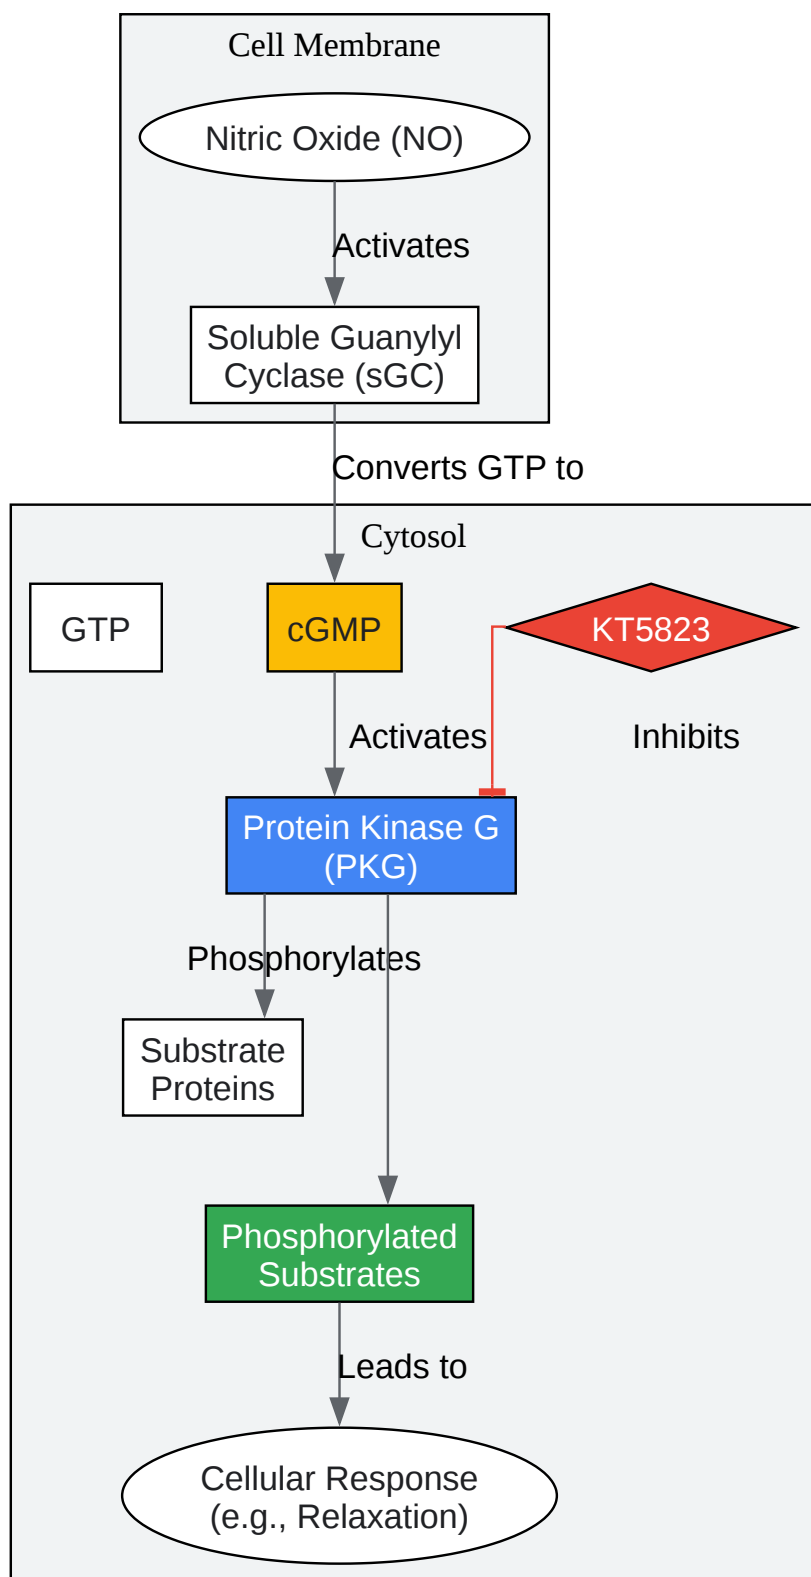 Cell Membrane
Nitric Oxide (NO)
Activates
Soluble Guanylyl
Cyclase (sGC)
Converts GTP to
Cytosol
GTP
cGMP
KT5823
Activates
Inhibits
Protein Kinase G
(PKG)
Phosphorylates
Substrate
Proteins
Phosphorylated
Substrates
Leads to
Cellular Response
(e.g., Relaxation)